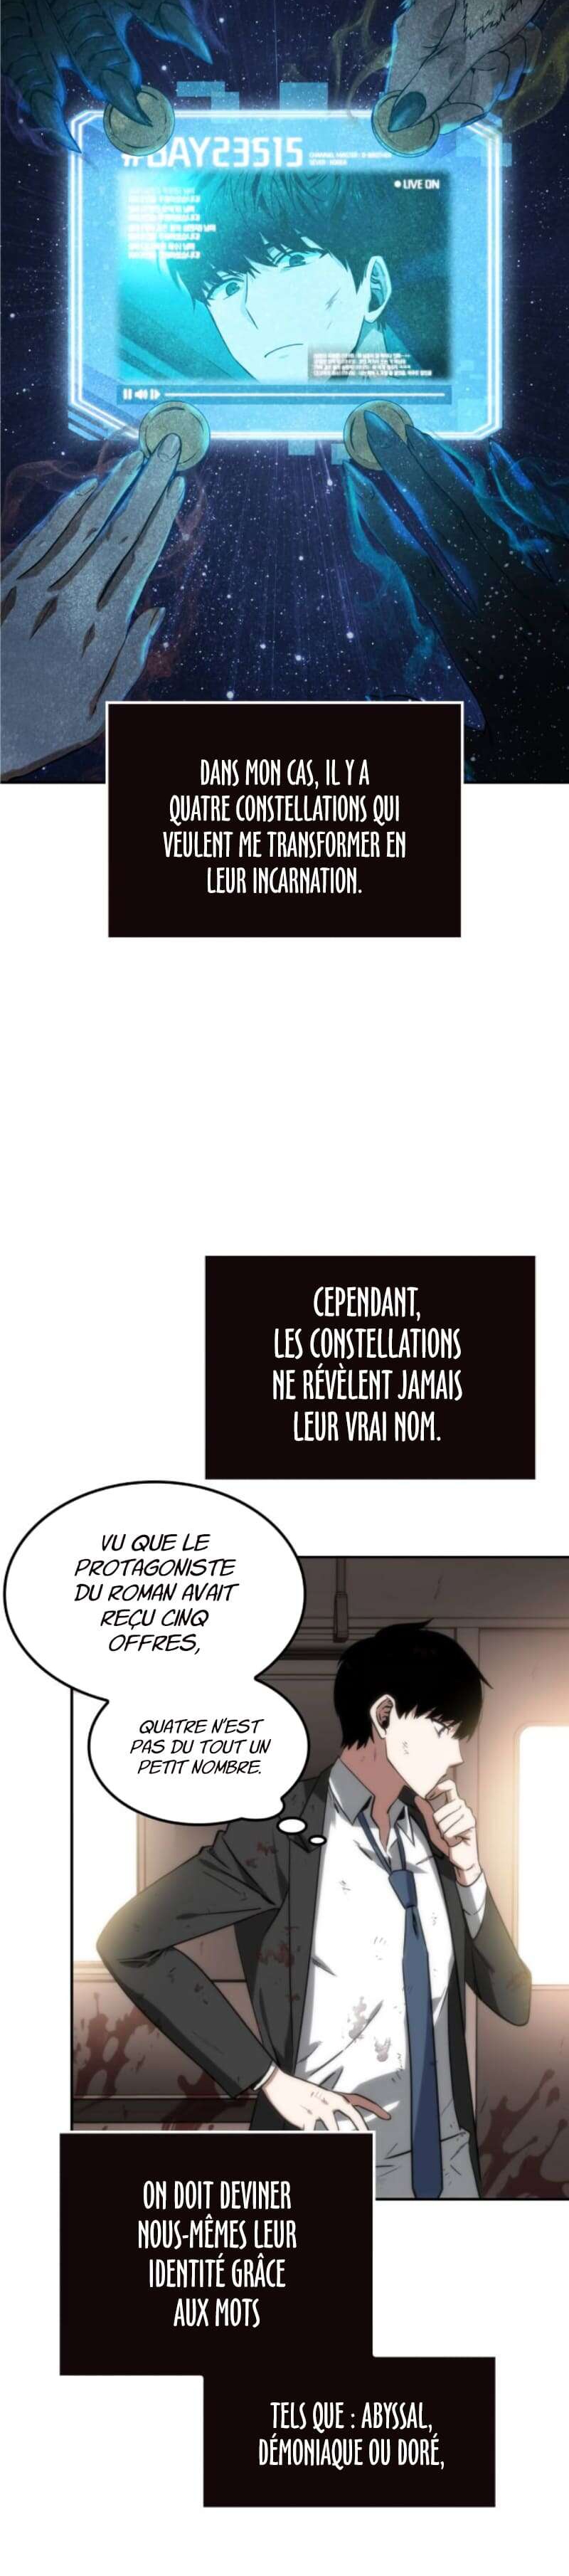 #DAY23515
LIVE ON
DANS MON CAS, IL Y A
QUATRE CONSTELLATIONS QUI
VEULENT ME TRANSFORMER EN
LEUR INCARNATION.
CEPENDANT,
LES CONSTELLATIONS
NE RÉVÈLENT JAMAIS
LEUR VRAI NOM.
VU QUE LE
PROTAGONISTE
DU ROMAN AVAIT
REÇU CINQ
OFFRES,
QUATRE N'EST
PAS DU TOUT UN
PETIT NOMBRE.
ON DOIT DEVINER
NOUS-MÊMES LEUR
IDENTITÉ GRÂCE
AUX MOTS
TELS QUE : ABYSSAL,
DÉMONIAQUE OU DORÉ,